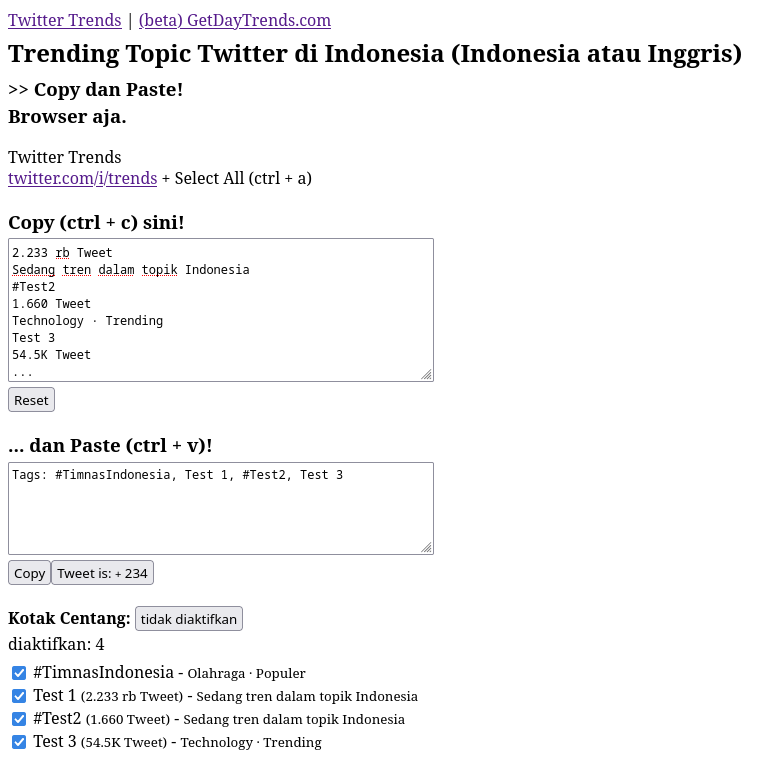 Twitter Trends | (beta) GetDayTrends.com
Trending Topic Twitter di Indonesia (Indonesia atau Inggris)
>> Copy dan Paste!
Browser aja.
Twitter Trends
twitter.com/i/trends + Select All (ctrl + a)
Copy (ctrl + c) sini!
2.233 rb Tweet
Sedang tren dalam topik Indonesia
#Test2
1.660 Tweet
Technology · Trending
Test 3
54.5K Tweet
...
Reset
... dan Paste (ctrl + v)!
Tags: #TimnasIndonesia, Test 1, #Test2, Test 3
Copy Tweet is: + 234
Kotak Centang: tidak diaktifkan
diaktifkan: 4
#TimnasIndonesia - Olahraga · Populer
Test 1 (2.233 rb Tweet) - Sedang tren dalam topik Indonesia
#Test2 (1.660 Tweet) - Sedang tren dalam topik Indonesia
Test 3 (54.5K Tweet) - Technology · Trending